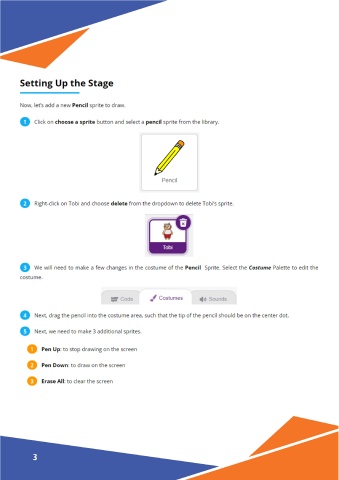 Setting Up the Stage
Now, let's add a new Pencil sprite to draw.
1 Click on choose a sprite button and select a pencil sprite from the library.
Pencil
2 Right-click on Tobi and choose delete from the dropdown to delete Tobi's sprite.
Tobi
3 We will need to make a few changes in the costume of the Pencil Sprite. Select the Costume Palette to edit the
costume.
Code Costumes Sounds
4 Next, drag the pencil into the costume area, such that the tip of the pencil should be on the center dot.
5 Next, we need to make 3 additional sprites.
1 Pen Up: to stop drawing on the screen
2 Pen Down: to draw on the screen
3 Erase All: to clear the screen
3